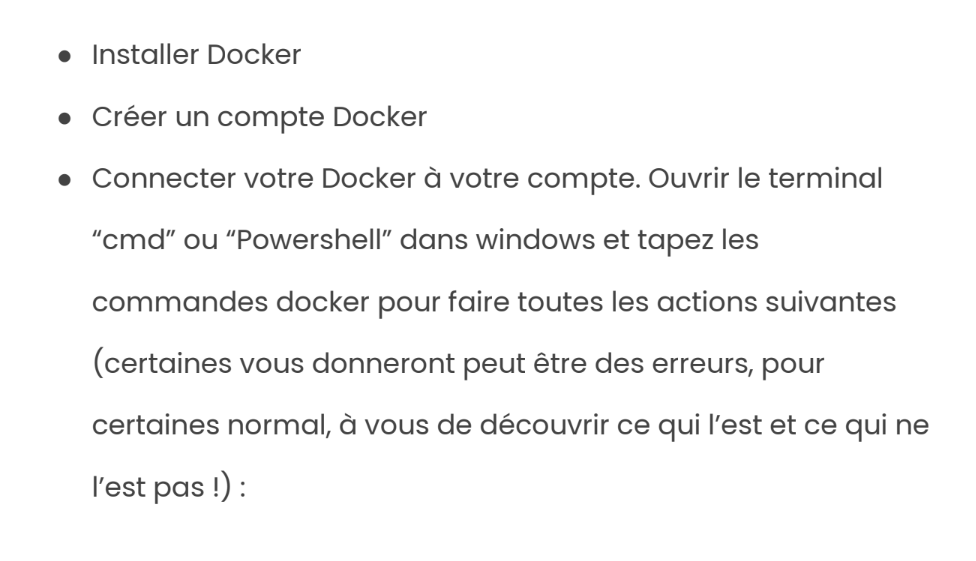 ● Installer Docker
● Créer un compte Docker
● Connecter votre Docker à votre compte. Ouvrir le terminal
“cmd” ou “Powershell” dans windows et tapez les
commandes docker pour faire toutes les actions suivantes
(certaines vous donneront peut être des erreurs, pour
certaines normal, à vous de découvrir ce qui l’est et ce qui ne
l’est pas !) :